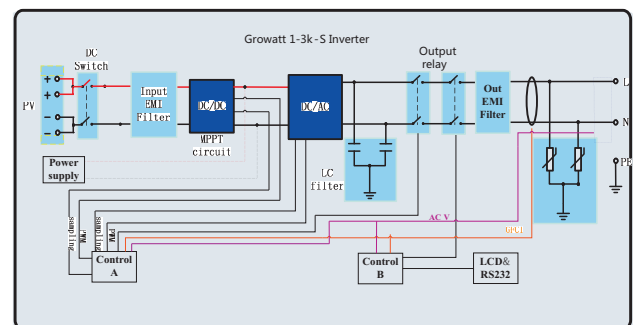 Growatt 1-3k-S Inverter
DC
Switch
Output
relay
PV
Input
EMI
Filter
DC/DC
DC/AC
Out
EMI
Filter
L
N
PE
MPPT
circuit
Power
supply
LC
filter
sampling
PWM
sampling
PWM
AC V
GFCI
Control
A
Control
B
LCD&
RS232